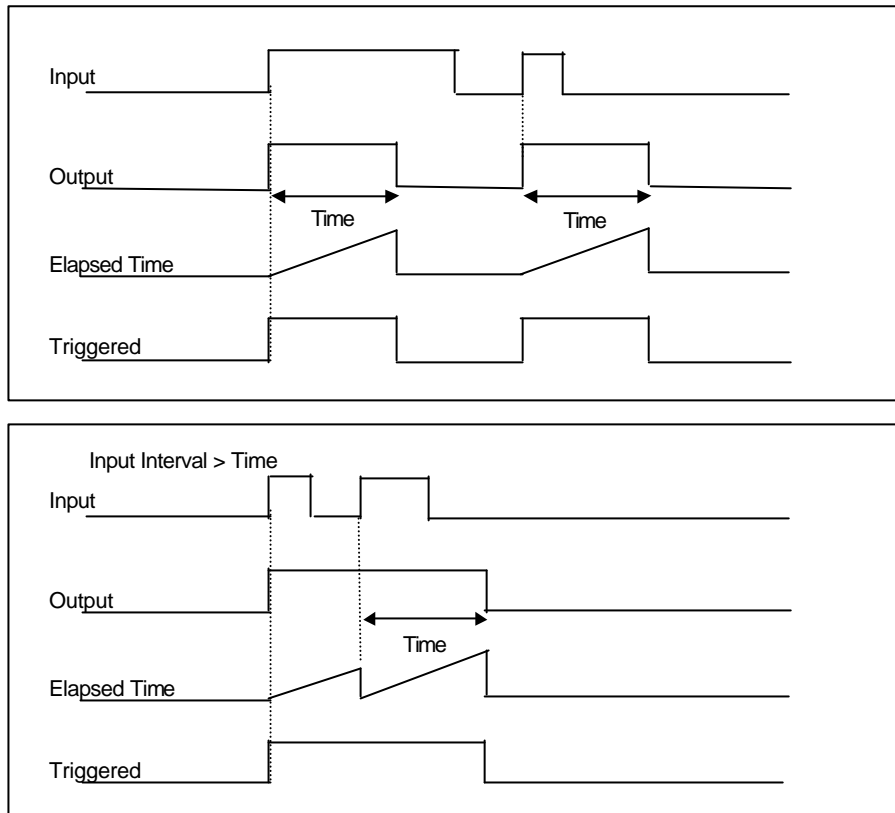 Input
Output
Time Time
Elapsed Time
Triggered
Input Interval > Time
Input
Output
Time
Elapsed Time
Triggered